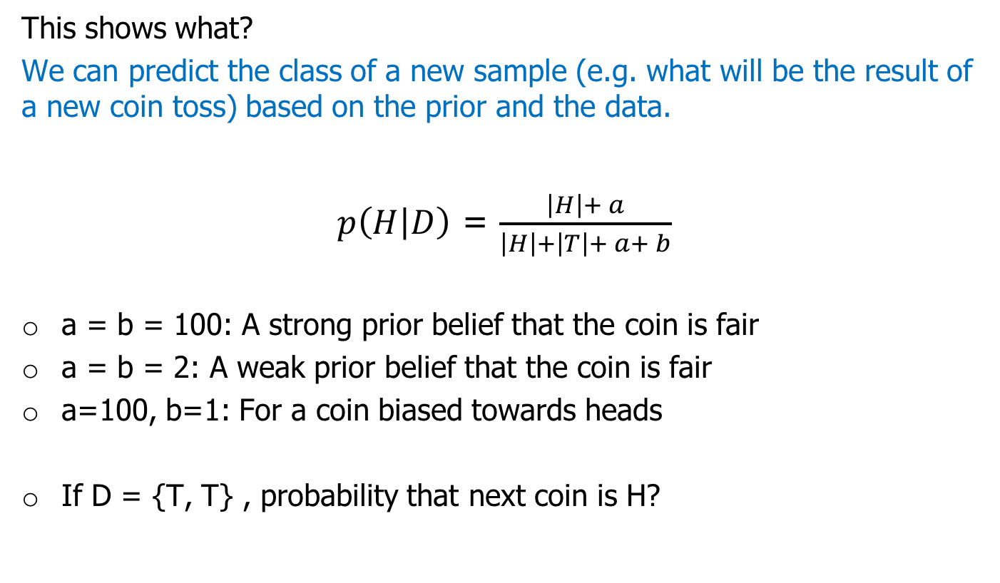 This shows what?
We can predict the class of a new sample (e.g. what will be the result of
a new coin toss) based on the prior and the data.
p(H|D) = |H|+ a / |H|+|T|+ a+ b
○ a = b = 100: A strong prior belief that the coin is fair
○ a = b = 2: A weak prior belief that the coin is fair
○ a=100, b=1: For a coin biased towards heads
○ If D = {T, T} , probability that next coin is H?